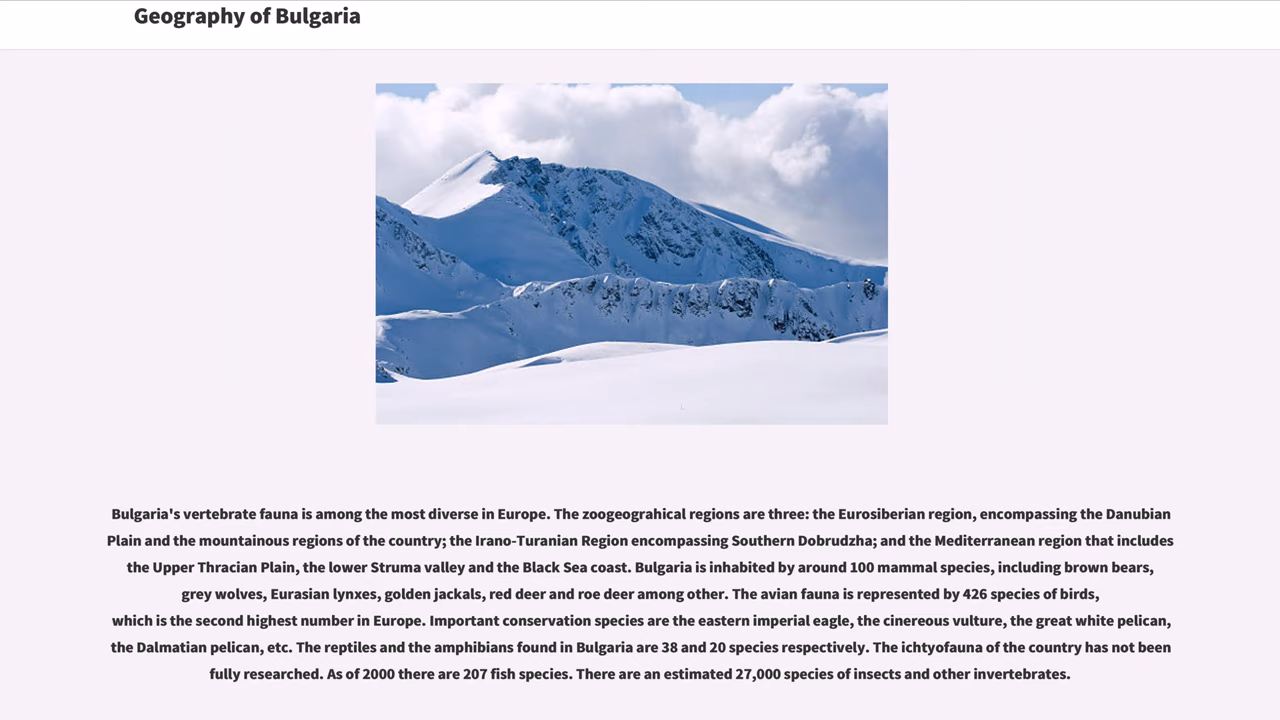 Geography of Bulgaria
Bulgaria's vertebrate fauna is among the most diverse in Europe. The zoogeograhical regions are three: the Eurosiberian region, encompassing the Danubian
Plain and the mountainous regions of the country; the Irano-Turanian Region encompassing Southern Dobrudzha; and the Mediterranean region that includes
the Upper Thracian Plain, the lower Struma valley and the Black Sea coast. Bulgaria is inhabited by around 100 mammal species, including brown bears,
grey wolves, Eurasian lynxes, golden jackals, red deer and roe deer among other. The avian fauna is represented by 426 species of birds,
which is the second highest number in Europe. Important conservation species are the eastern imperial eagle, the cinereous vulture, the great white pelican,
the Dalmatian pelican, etc. The reptiles and the amphibians found in Bulgaria are 38 and 20 species respectively. The ichtyofauna of the country has not been
fully researched. As of 2000 there are 207 fish species. There are an estimated 27,000 species of insects and other invertebrates.